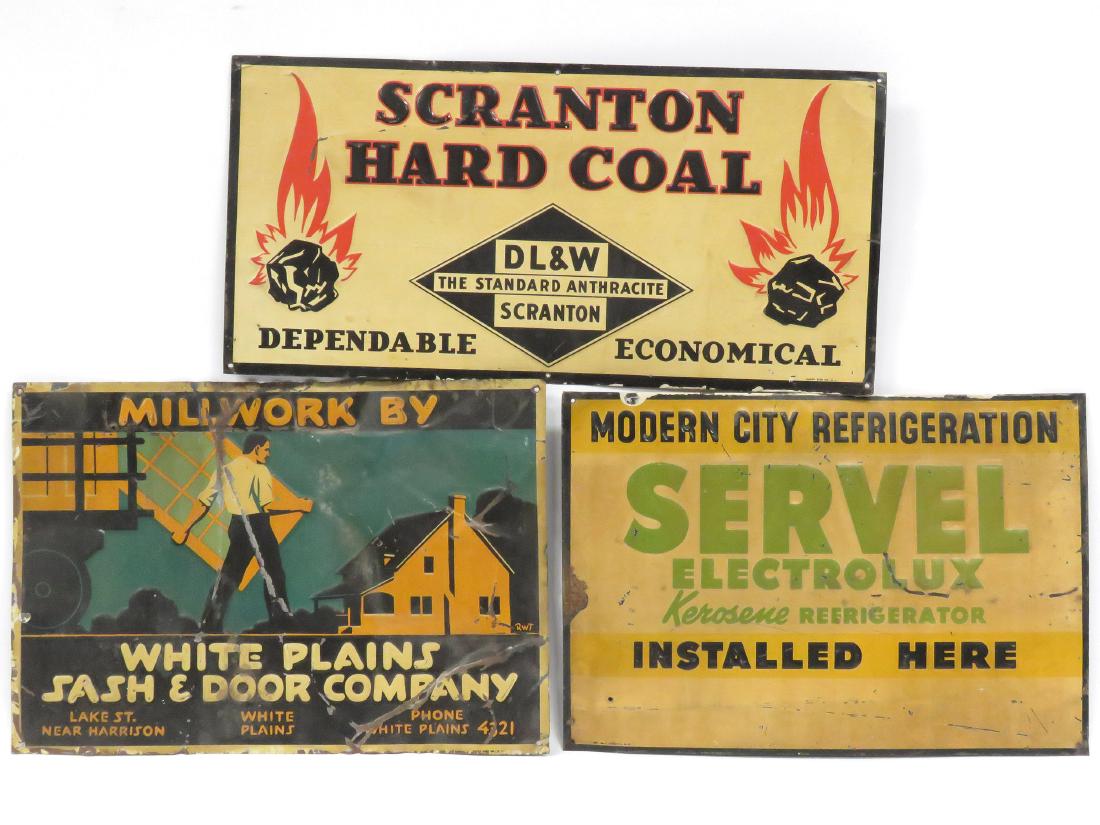 SCRANTON
HARD COAL
DL&W
THE STANDARD ANTHRACITE
SCRANTON
DEPENDABLE
ECONOMICAL
MILLWORK BY
RWT
WHITE PLAINS
SASH & DOOR COMPANY
LAKE ST.
NEAR HARRISON
WHITE
PLAINS
PHONE
WHITE PLAINS 4321
MODERN CITY REFRIGERATION
SERVEL
ELECTROLUX
Kerosene REFRIGERATOR
INSTALLED HERE